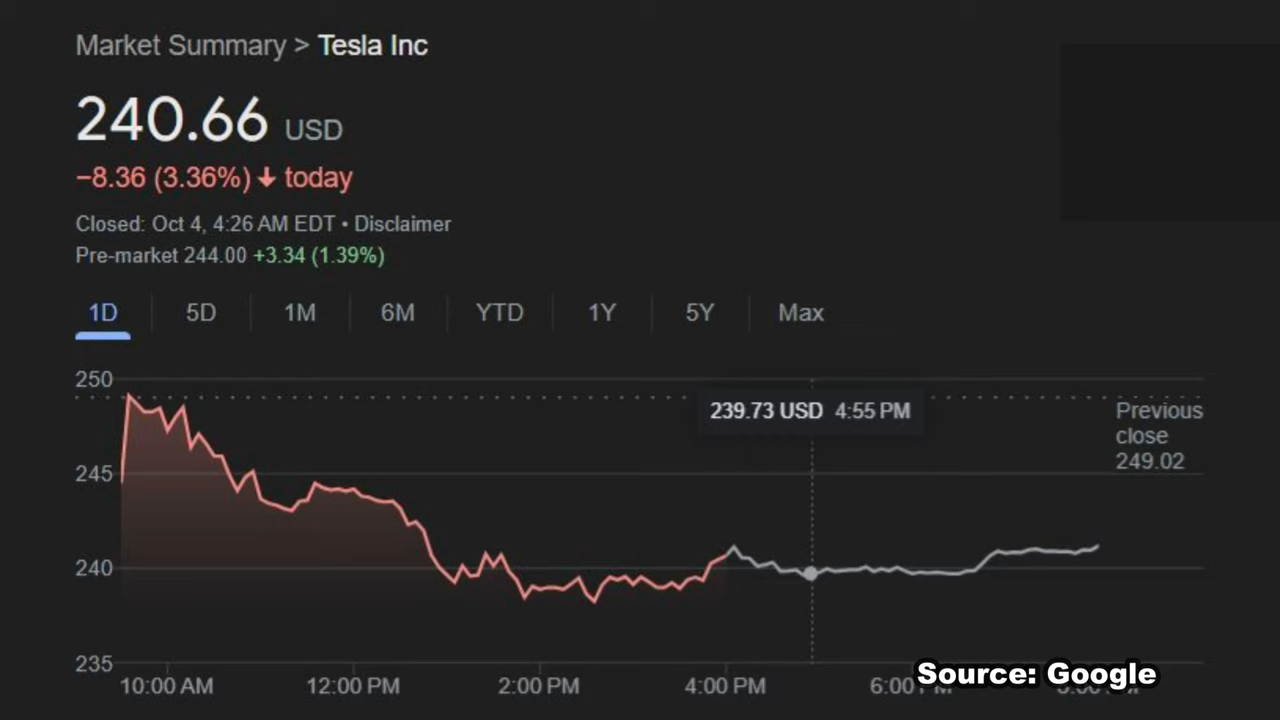 Market Summary > Tesla Inc
240.66 USD
−8.36 (3.36%) ↓ today
Closed: Oct 4, 4:26 AM EDT • Disclaimer
Pre-market 244.00 +3.34 (1.39%)
1D 5D 1M 6M YTD 1Y 5Y Max
250
239.73 USD 4:55 PM
Previous
close
249.02
245
240
235
10:00 AM 12:00 PM 2:00 PM 4:00 PM 6:00 PM
Source: Google